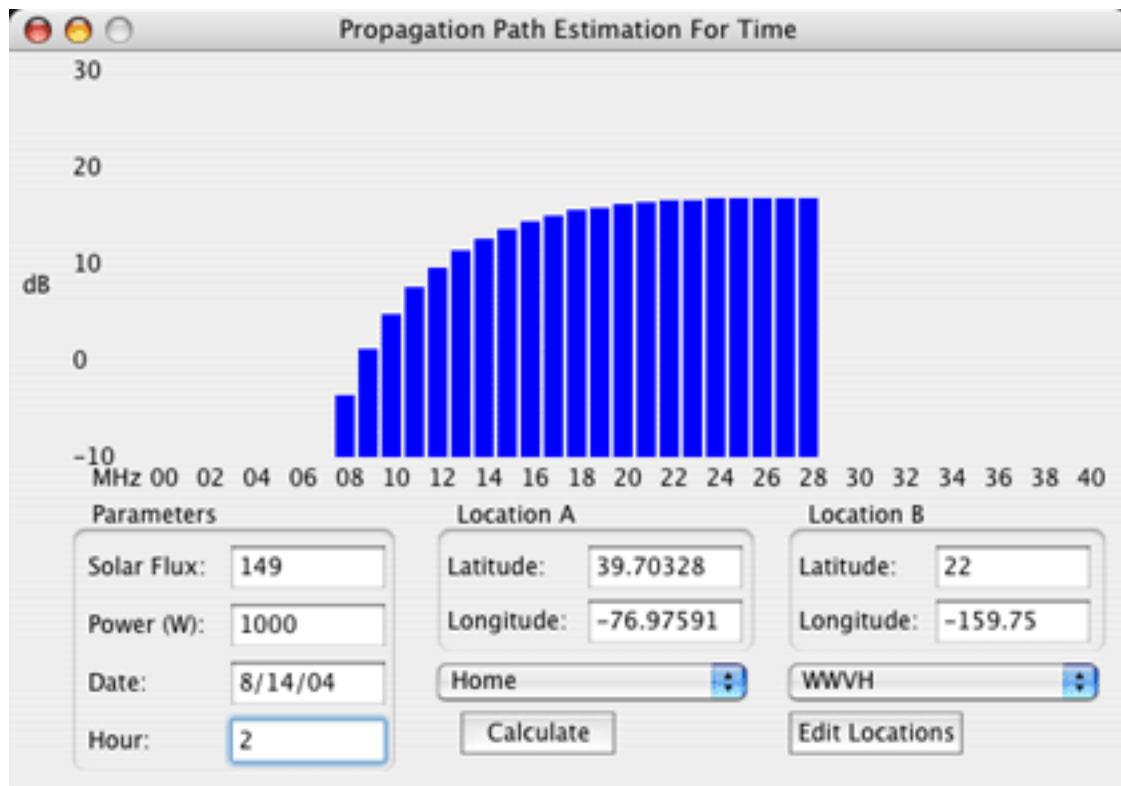 Propagation Path Estimation For Time
30
20
10
dB
0
-10
MHz 00 02 04 06 08 10 12 14 16 18 20 22 24 26 28 30 32 34 36 38 40
Parameters Location A Location B
Solar Flux: 149 Latitude: 39.70328 Latitude: 22
Power (W): 1000 Longitude: -76.97591 Longitude: -159.75
Date: 8/14/04 Home WWVH
Hour: 2 Calculate Edit Locations